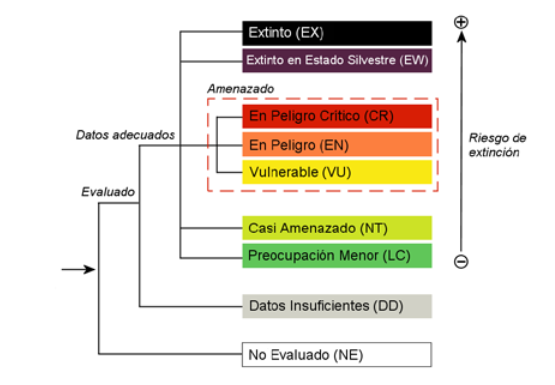 Extinto (EX)
Extinto en Estado Silvestre (EW)
Amenazado
En Peligro Crítico (CR)
Datos adecuados
En Peligro (EN)
Riesgo de
extinción
Vulnerable (VU)
Evaluado
Casi Amenazado (NT)
Preocupación Menor (LC)
Datos Insuficientes (DD)
No Evaluado (NE)